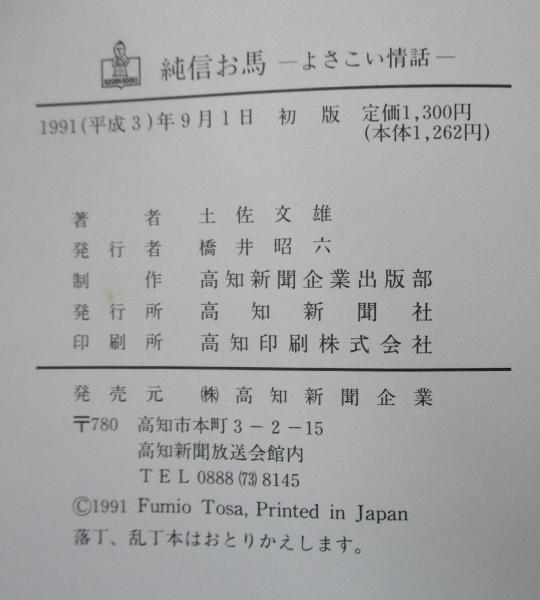 純信お馬 ―よさこい情話―
1991(平成3)年9月1日 初 版 定価1,300円
(本体1,262円)
著 者 土佐文雄
発行者 橋井昭六
制 作 高知新聞企業出版部
発行所 高知新聞社
印刷所 高知印刷株式会社
発売元 ㈱高知新聞企業
〒780 高知市本町3-2-15
高知新聞放送会館内
TEL 0888(73)8145
©1991 Fumio Tosa, Printed in Japan
落丁、乱丁本はおとりかえします。